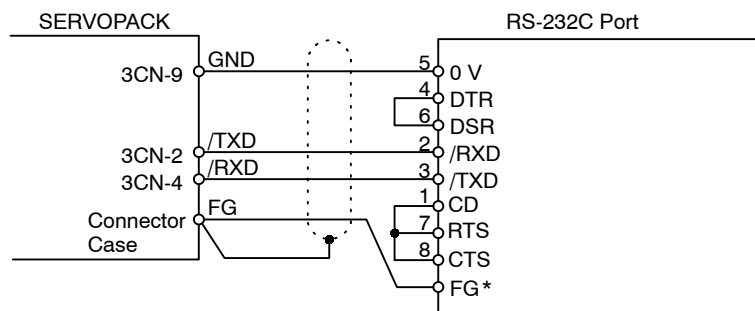 SERVOPACK
RS-232C Port
3CN-9
GND
5
0 V
4
DTR
6
DSR
3CN-2
/TXD
2
/RXD
3CN-4
/RXD
3
/TXD
1
CD
Connector
Case
FG
7
RTS
8
CTS
FG*